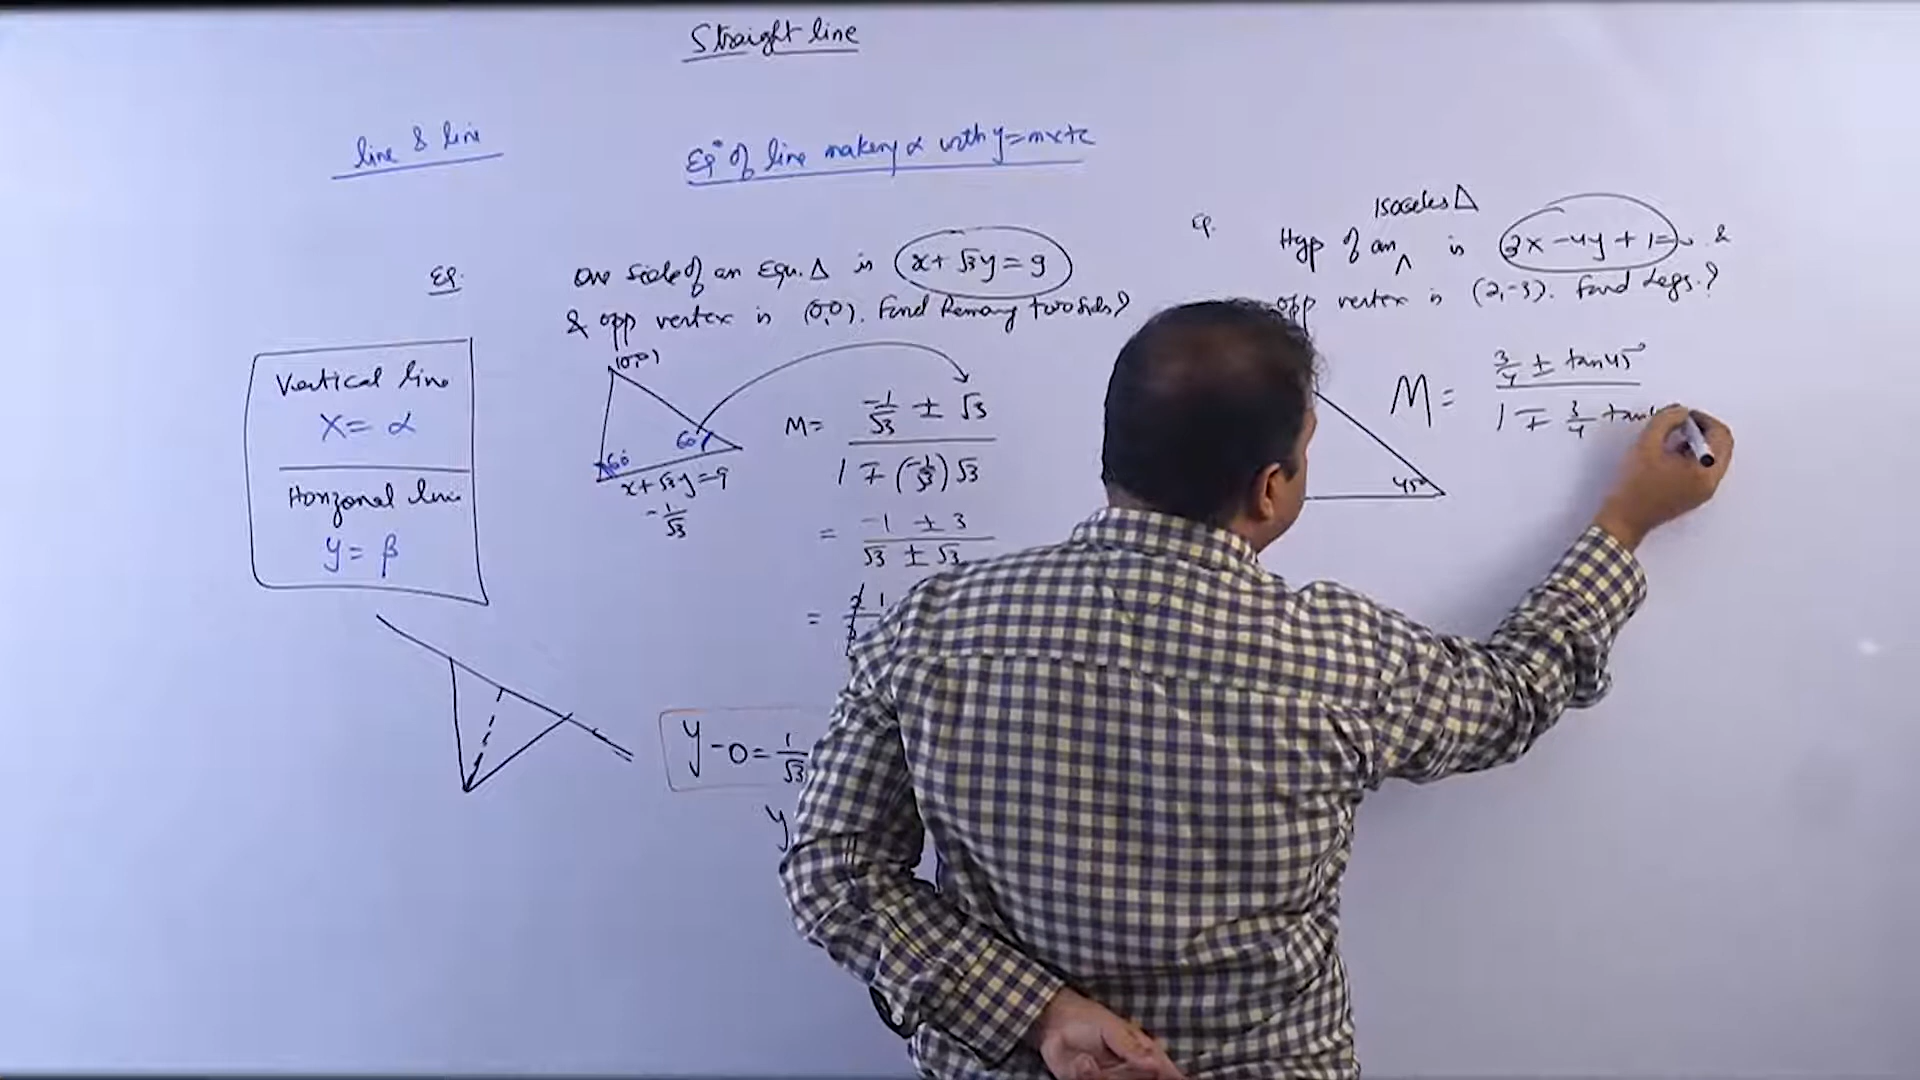 Straight line
line & line
Eqⁿ of line making α with y=mx+c
Eg.
One side of an Equ. Δ is x+√3y=9
& opp vertex is (0,0). Find Remaing two sides?
Vertical line
X= α
Horizonal line
y= β
(0,0)
60°
60°
x+√3y=9
-1/√3
M= (-1/√3 ± √3)/(1 ∓ (-1/√3)√3)
= (-1 ± 3)/(√3 ± √3)
y-0=1/√3
y
Eg.
Isoceles Δ
Hyp of an ∧ is 3x-4y+1=0 &
opp vertex is (2,-3). Find Legs.?
M= (3/4 ± tan45°)/(1 ∓ 3/4 tan
45°